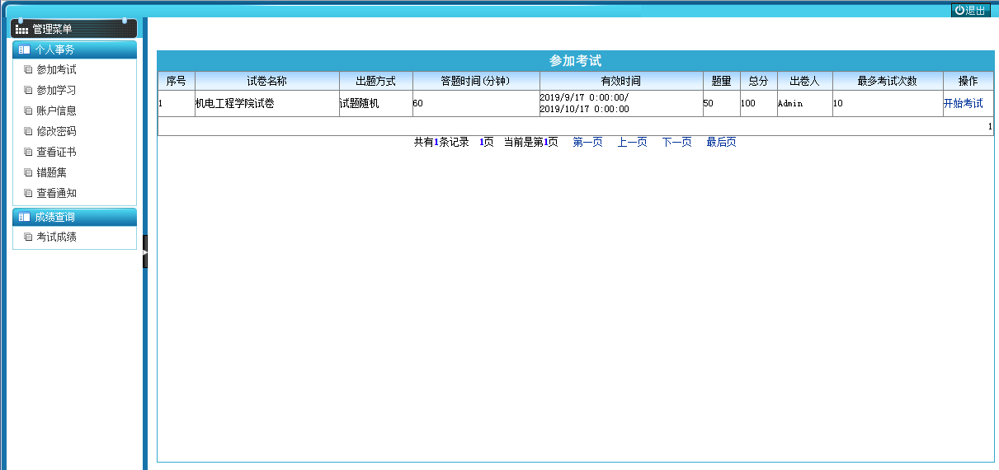 退出
管理菜单
个人事务
参加考试
参加学习
账户信息
修改密码
查看证书
错题集
查看通知
成绩查询
考试成绩
参加考试
序号 试卷名称 出题方式 答题时间(分钟) 有效时间 题量 总分 出卷人 最多考试次数 操作
1 机电工程学院试卷 试题随机 60 2019/9/17 0:00:00/ 50 100 Admin 10 开始考试
2019/10/17 0:00:00
1
共有1条记录 1页 当前是第1页 第一页 上一页 下一页 最后页